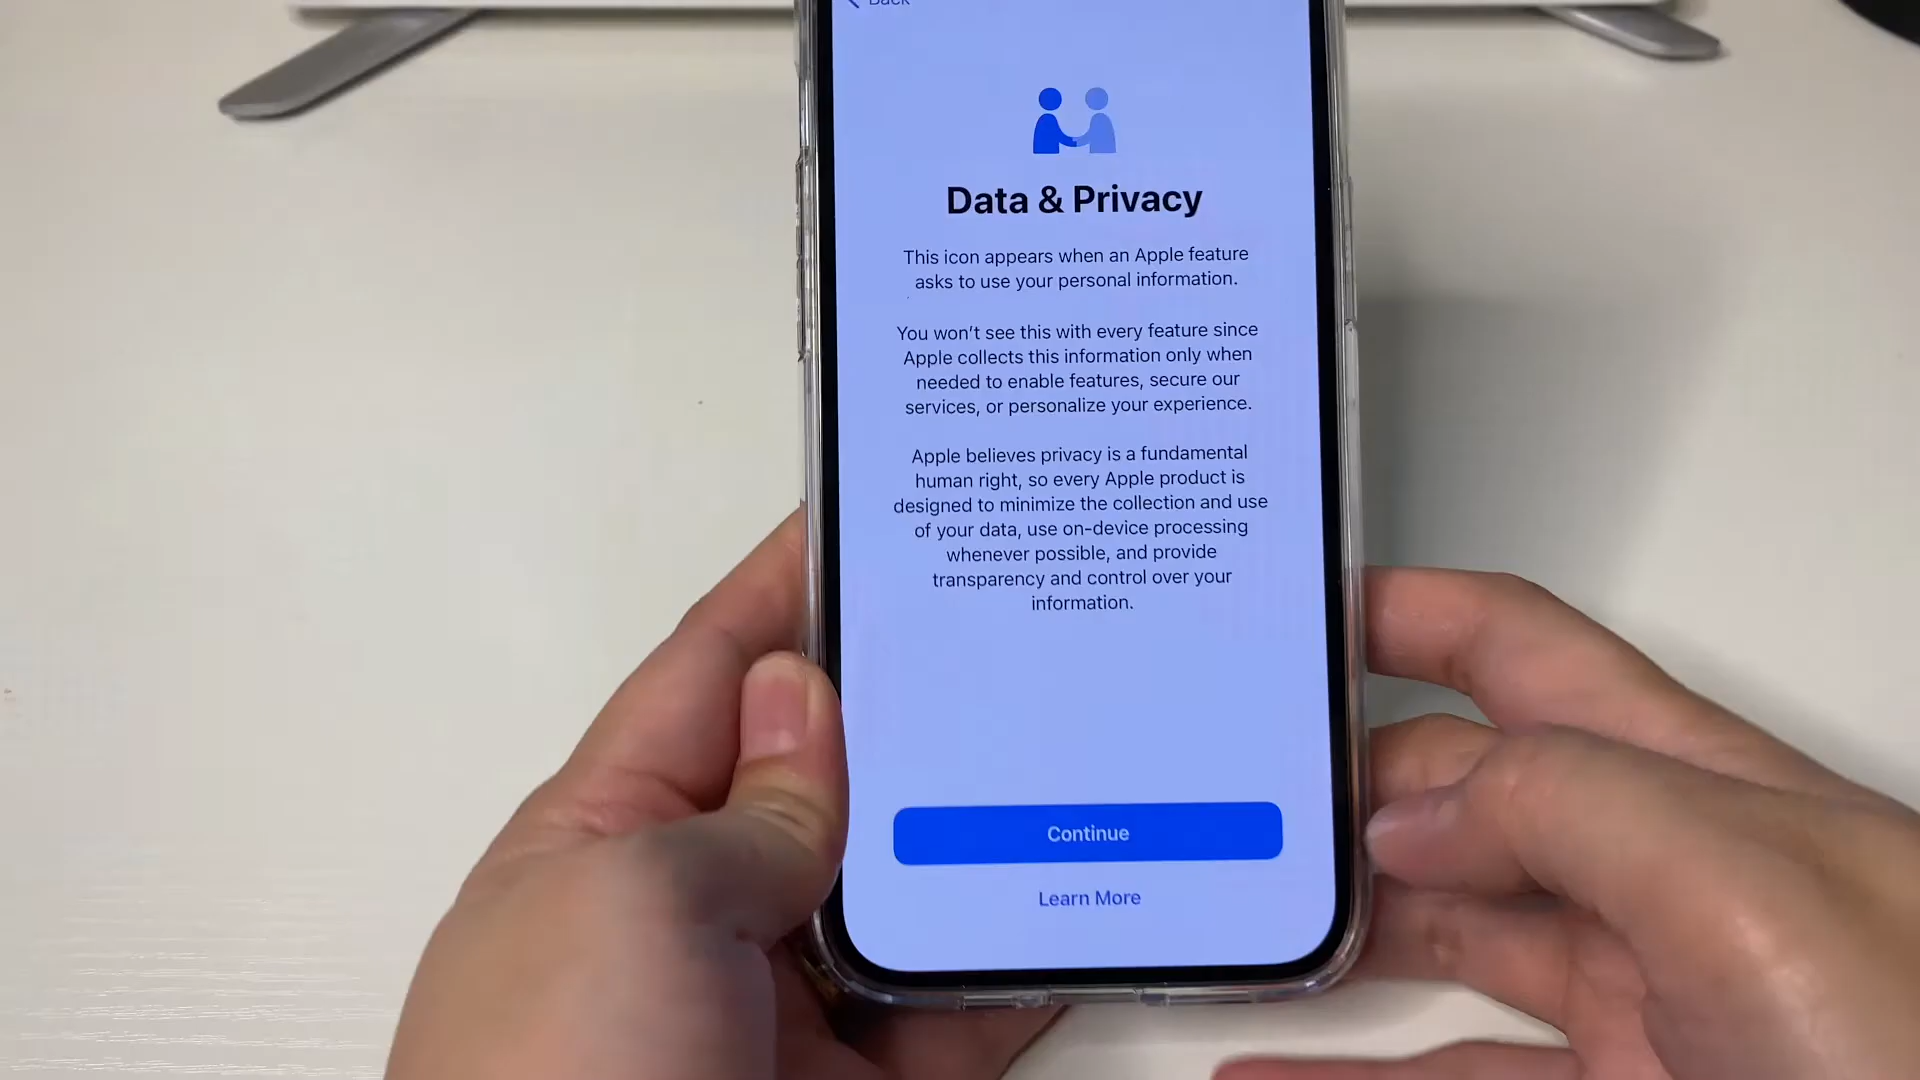 Back
Data & Privacy
This icon appears when an Apple feature
asks to use your personal information.
You won’t see this with every feature since
Apple collects this information only when
needed to enable features, secure our
services, or personalize your experience.
Apple believes privacy is a fundamental
human right, so every Apple product is
designed to minimize the collection and use
of your data, use on-device processing
whenever possible, and provide
transparency and control over your
information.
Continue
Learn More